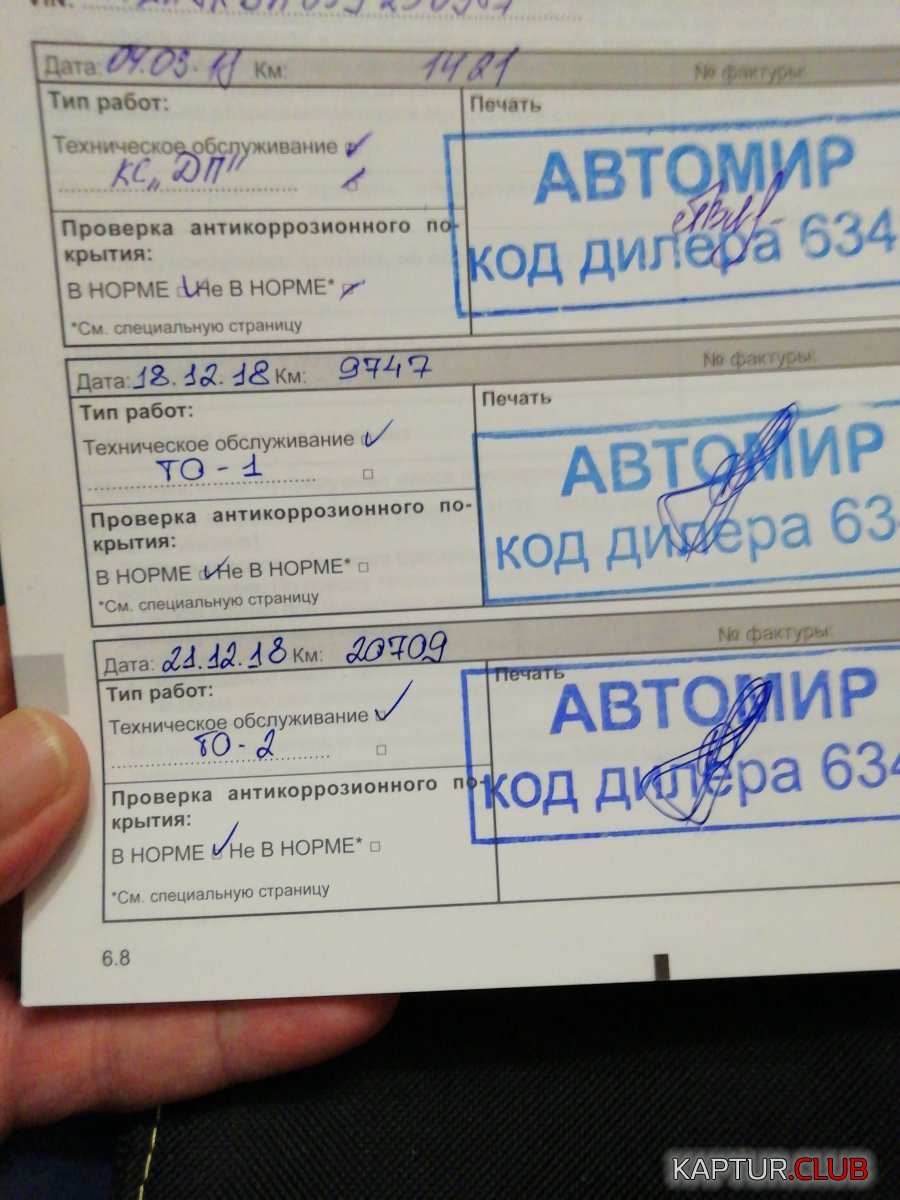 VIN:
Дата: 04.03.1 Км: 1421 № фактуры:
Тип работ:
Печать
Техническое обслуживание
КС "ДП"
Проверка антикоррозионного по-
крытия:
В НОРМЕ Не В НОРМЕ*
*См. специальную страницу
АВТОМИР
код дилера 634
Дата: 18.12.18 Км: 9747 № фактуры:
Тип работ:
Печать
Техническое обслуживание
ТО-1
Проверка антикоррозионного по-
крытия:
В НОРМЕ Не В НОРМЕ*
*См. специальную страницу
АВТОМИР
код дилера 634
Дата: 21.12.18 Км: 20709 № фактуры:
Тип работ:
Печать
Техническое обслуживание
ТО-2
Проверка антикоррозионного по-
крытия:
В НОРМЕ Не В НОРМЕ*
*См. специальную страницу
АВТОМИР
код дилера 634
6.8
KAPTUR.CLUB